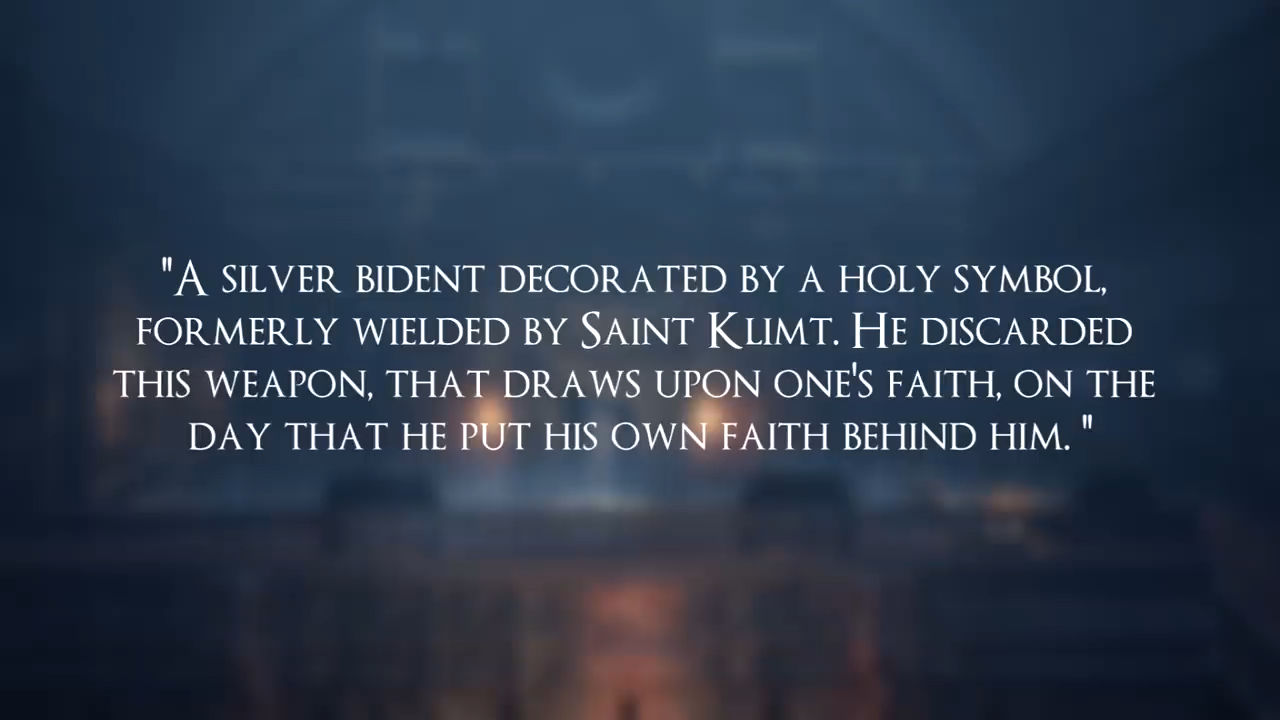 "A silver bident decorated by a holy symbol,
formerly wielded by Saint Klimt. He discarded
this weapon, that draws upon one's faith, on the
day that he put his own faith behind him. "